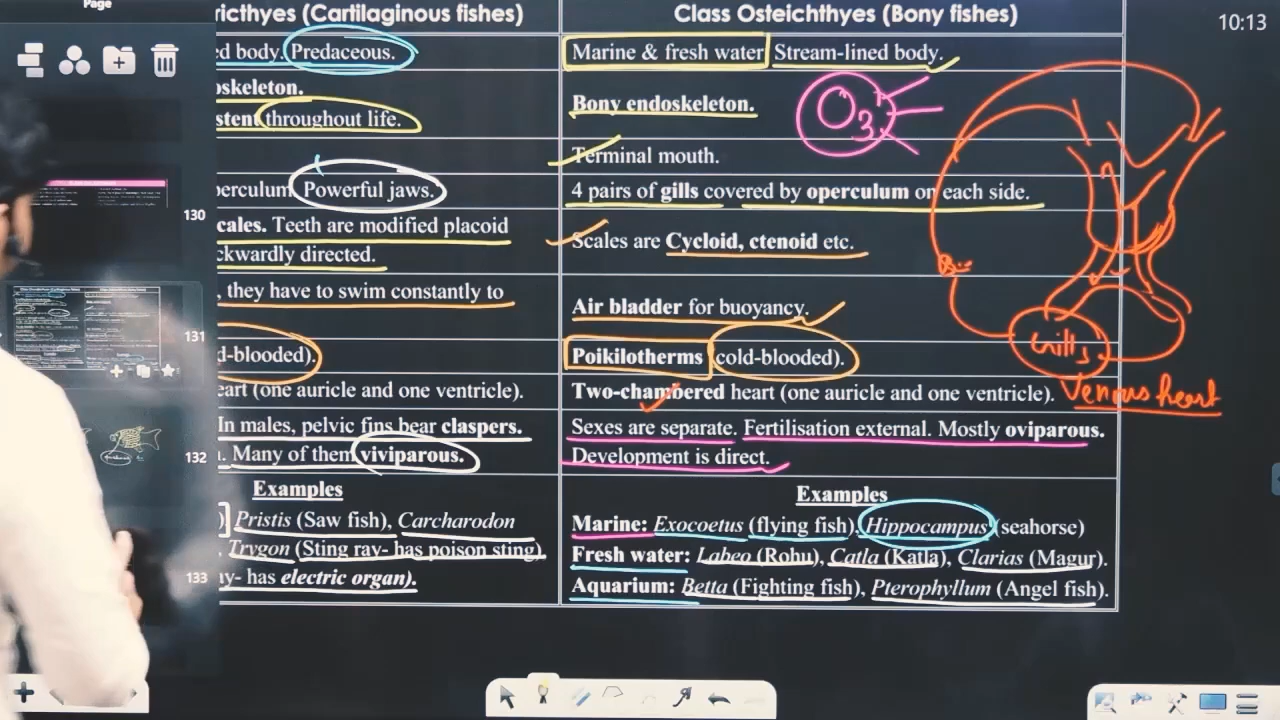 Page
10:13
ricthyes (Cartilaginous fishes)
Class Osteichthyes (Bony fishes)
ed body. Predaceous.
Marine & fresh water Stream-lined body.
oskeleton.
stent throughout life.
Bony endoskeleton.
O3
Terminal mouth.
perculum Powerful jaws.
4 pairs of gills covered by operculum on each side.
cales. Teeth are modified placoid
ckwardly directed.
Scales are Cycloid, ctenoid etc.
, they have to swim constantly to
Air bladder for buoyancy.
Gills
d-blooded).
Poikilotherms (cold-blooded).
eart (one auricle and one ventricle).
Two-chambered heart (one auricle and one ventricle).
Venous heart
In males, pelvic fins bear claspers.
. Many of them viviparous.
Sexes are separate. Fertilisation external. Mostly oviparous.
Development is direct.
Examples
) Pristis (Saw fish), Carcharodon
. Trygon (Sting ray- has poison sting)
y- has electric organ).
Examples
Marine: Exocoetus (flying fish), Hippocampus (seahorse)
Fresh water: Labeo (Rohu), Catla (Katla), Clarias (Magur).
Aquarium: Betta (Fighting fish), Pterophyllum (Angel fish).
130
131
132
133